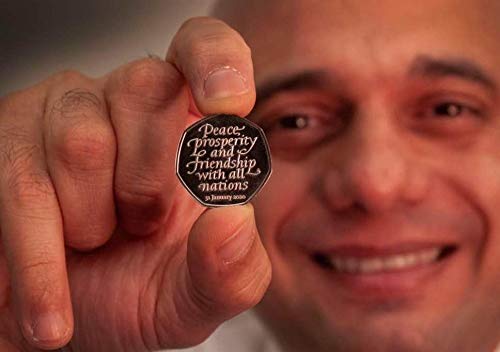 Peace,
prosperity
and
friendship
with all
nations
31 January 2020